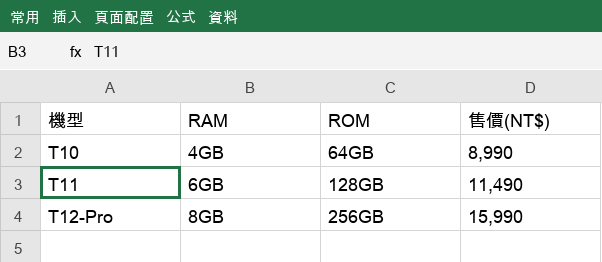 常用 插入 頁面配置 公式 資料
B3 fx T11
A B C D
1 機型 RAM ROM 售價(NT$)
2 T10 4GB 64GB 8,990
3 T11 6GB 128GB 11,490
4 T12-Pro 8GB 256GB 15,990
5